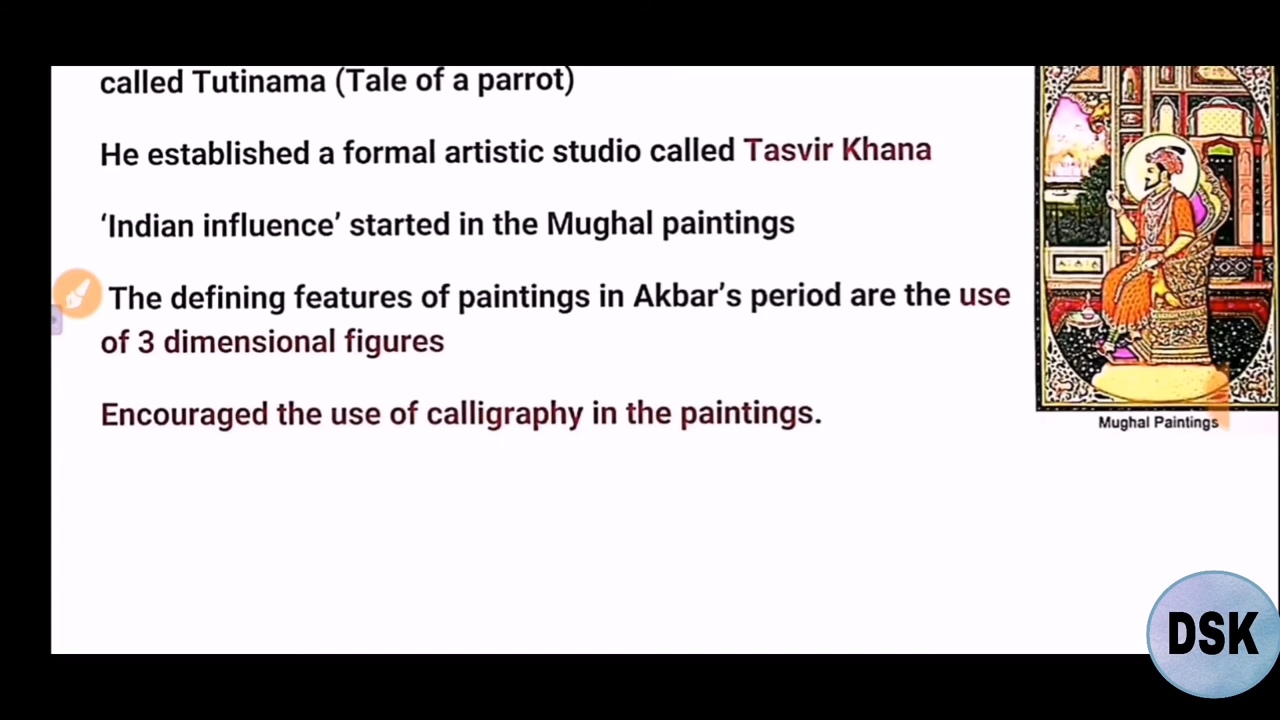 called Tutinama (Tale of a parrot)
He established a formal artistic studio called Tasvir Khana
‘Indian influence’ started in the Mughal paintings
The defining features of paintings in Akbar’s period are the use
of 3 dimensional figures
Encouraged the use of calligraphy in the paintings.
Mughal Paintings
DSK